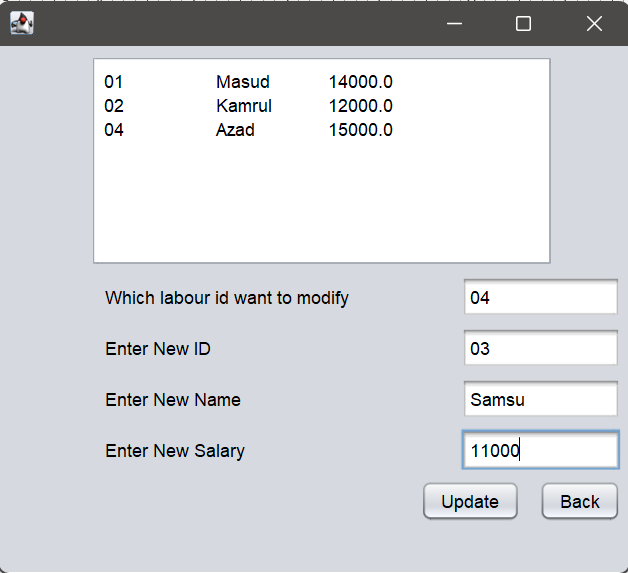 01 Masud 14000.0
02 Kamrul 12000.0
04 Azad 15000.0
Which labour id want to modify 04
Enter New ID 03
Enter New Name Samsu
Enter New Salary 11000
Update Back